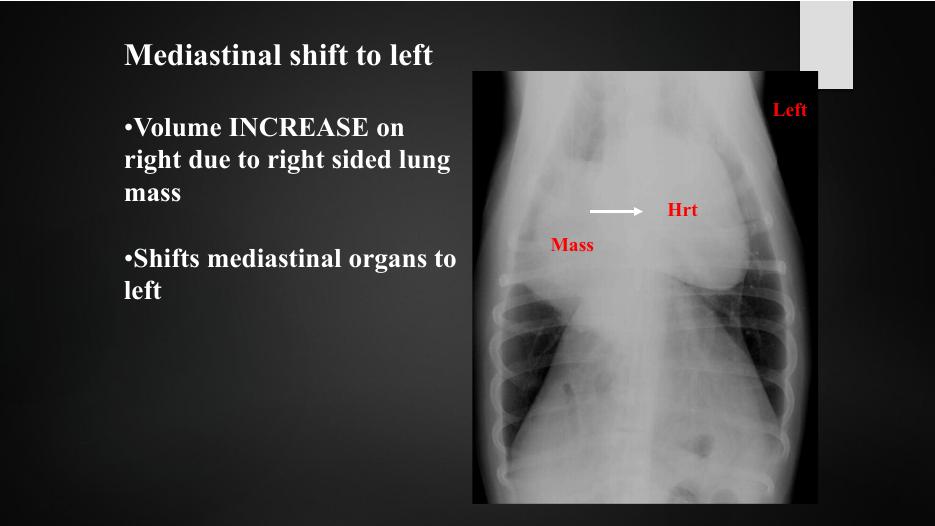 Mediastinal shift to left
•Volume INCREASE on
right due to right sided lung
mass
•Shifts mediastinal organs to
left
Left
Hrt
Mass